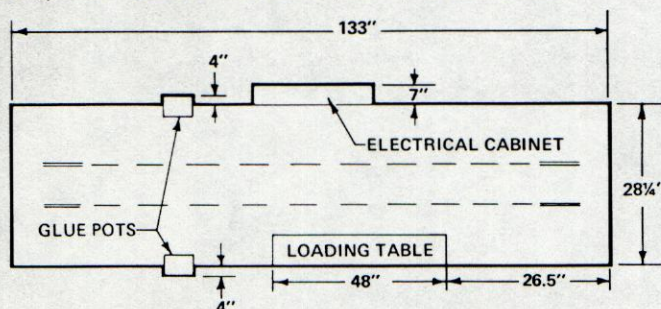 133"
4"
7"
ELECTRICAL CABINET
28¼"
GLUE POTS
LOADING TABLE
48"
26.5"
4"